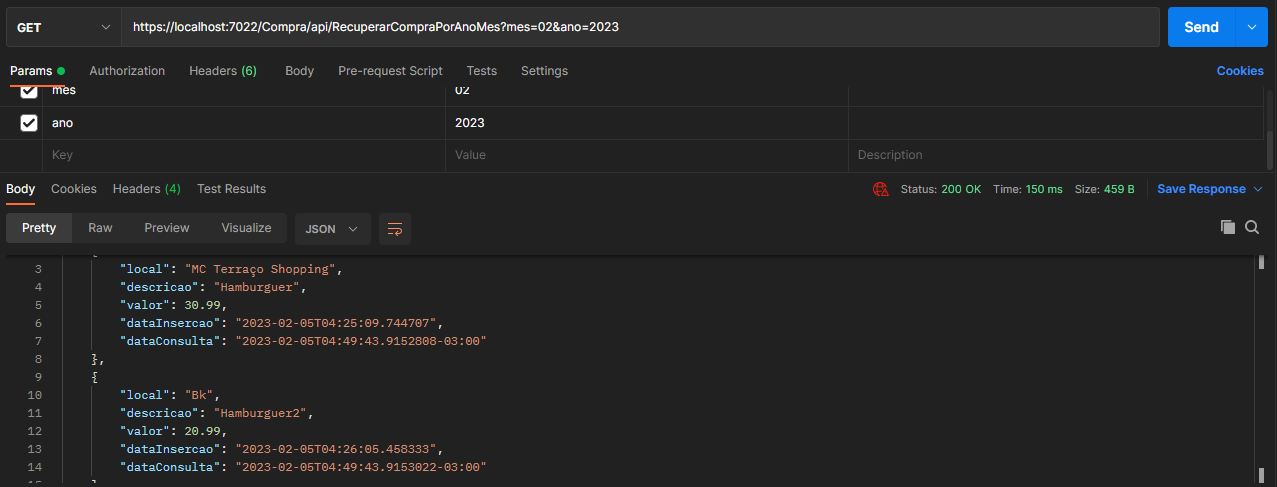 GET https://localhost:7022/Compra/api/RecuperarCompraPorAnoMes?mes=02&ano=2023 Send
Params Authorization Headers (6) Body Pre-request Script Tests Settings Cookies
mes 02
ano 2023
Key Value Description
Body Cookies Headers (4) Test Results Status: 200 OK Time: 150 ms Size: 459 B Save Response
Pretty Raw Preview Visualize JSON
3 "local": "MC Terraço Shopping",
4 "descricao": "Hamburguer",
5 "valor": 30.99,
6 "dataInsercao": "2023-02-05T04:25:09.744707",
7 "dataConsulta": "2023-02-05T04:49:43.9152808-03:00"
8 },
9 {
10 "local": "Bk",
11 "descricao": "Hamburguer2",
12 "valor": 20.99,
13 "dataInsercao": "2023-02-05T04:26:05.458333",
14 "dataConsulta": "2023-02-05T04:49:43.9153022-03:00"